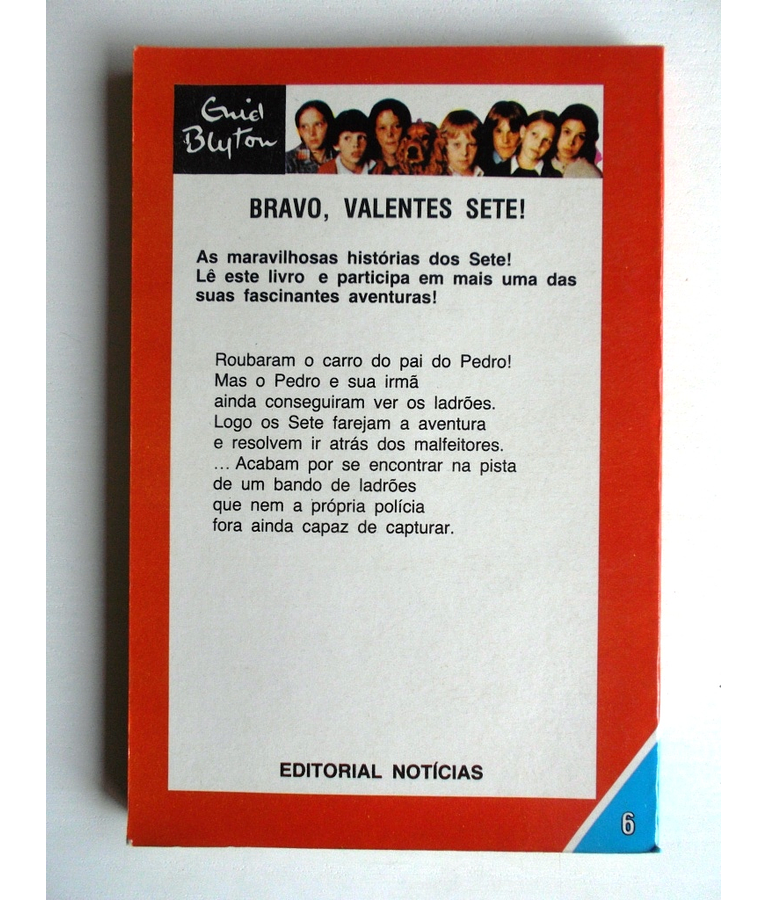 Enid
Blyton
BRAVO, VALENTES SETE!
As maravilhosas histórias dos Sete!
Lê este livro e participa em mais uma das
suas fascinantes aventuras!
Roubaram o carro do pai do Pedro!
Mas o Pedro e sua irmã
ainda conseguiram ver os ladrões.
Logo os Sete farejam a aventura
e resolvem ir atrás dos malfeitores.
... Acabam por se encontrar na pista
de um bando de ladrões
que nem a própria polícia
fora ainda capaz de capturar.
EDITORIAL NOTÍCIAS
6